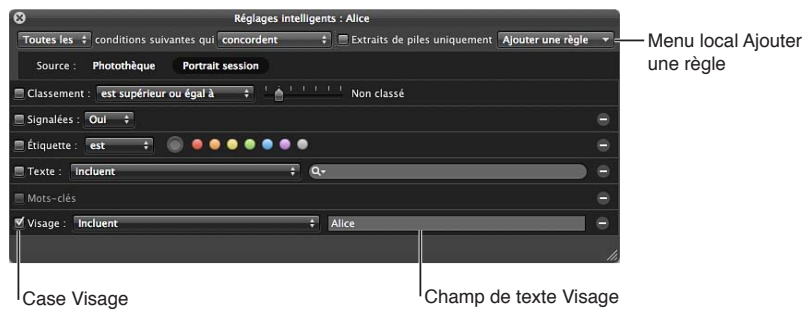 Réglages intelligents : Alice
Toutes les conditions suivantes qui concordent Extraits de piles uniquement Ajouter une règle
Menu local Ajouter
une règle
Source : Photothèque Portrait session
Classement : est supérieur ou égal à Non classé
Signalées : Oui
Étiquette : est
Texte : Incluent
Mots-clés
Visage : Incluent Alice
Case Visage
Champ de texte Visage